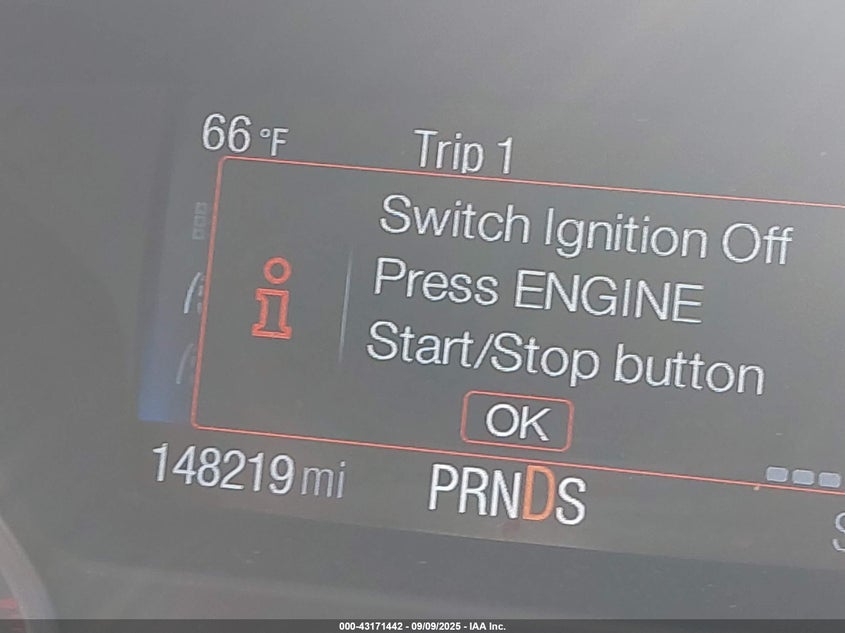 66 °F
Trip 1
Switch Ignition Off
Press ENGINE
Start/Stop button
OK
148219 mi
PRNDS
000-43171442 - 09/09/2025 - IAA Inc.